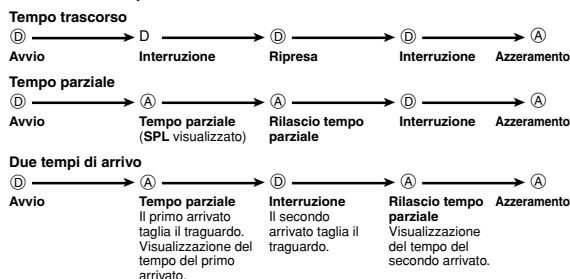 Tempo trascorso
Ⓓ D Ⓓ Ⓓ Ⓐ
Avvio Interruzione Ripresa Interruzione Azzeramento
Tempo parziale
Ⓓ Ⓐ Ⓐ Ⓓ Ⓐ
Avvio Tempo parziale Rilascio tempo Interruzione Azzeramento
(SPL visualizzato) parziale
Due tempi di arrivo
Ⓓ Ⓐ Ⓓ Ⓐ Ⓐ
Avvio Tempo parziale Interruzione Rilascio tempo Azzeramento
Il primo arrivato Il secondo parziale
taglia il traguardo. arrivato taglia il Visualizzazione
Visualizzazione del traguardo. del tempo del
tempo del primo secondo arrivato.
arrivato.